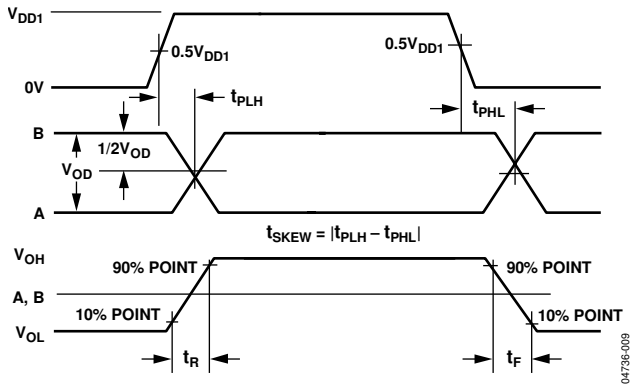 VDD1
0.5VDD1
0.5VDD1
0V
tPLH
tPHL
B
1/2VOD
VOD
A
tSKEW = |tPLH – tPHL|
VOH
90% POINT
90% POINT
A, B
10% POINT
10% POINT
VOL
tR
tF
04736-009